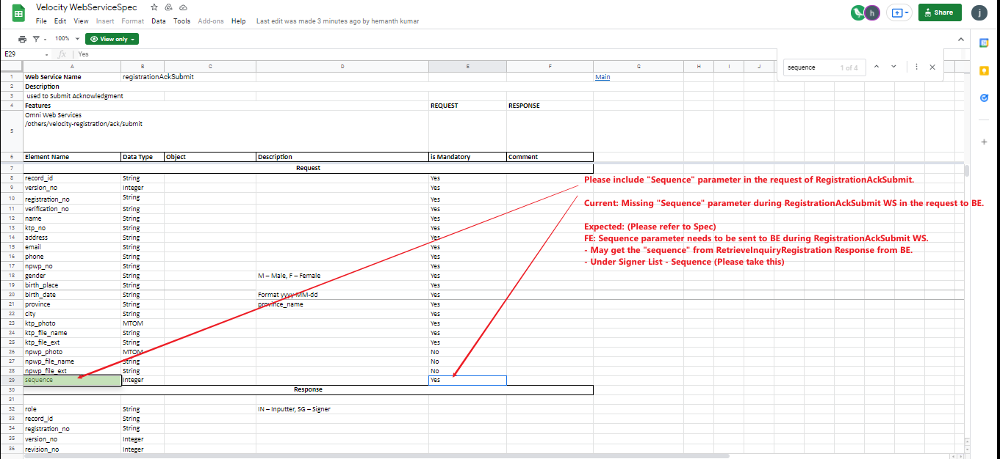 Velocity WebServiceSpec
File Edit View Insert Format Data Tools Add-ons Help Last edit was made 3 minutes ago by hemanth kumar
h
Share
j
100% View only
E29 fx Yes
sequence 1 of 4
A B C D E F G H I J
1 Web Service Name registrationAckSubmit Main
2 Description
3 used to Submit Acknowledgment
4 Features REQUEST RESPONSE
Omni Web Services
5 /others/velocity-registration/ack/submit
6 Element Name Data Type Object Description is Mandatory Comment
7 Request
8 record_id String Yes
9 version_no Integer Yes
10 registration_no String Yes
11 verification_no String Yes
12 name String Yes
13 ktp_no String Yes
14 address String Yes
15 email String Yes
16 phone String Yes
17 npwp_no String Yes
18 gender String M – Male, F – Female Yes
19 birth_place String Yes
20 birth_date String Format yyyy-MM-dd Yes
21 province String province_name Yes
22 city String Yes
23 ktp_photo MTOM Yes
24 ktp_file_name String Yes
25 ktp_file_ext String Yes
26 npwp_photo MTOM No
27 npwp_file_name String No
28 npwp_file_ext String No
29 sequence Integer Yes
30 Response
31
32 role String IN – Inputter, SG – Signer
33 record_id String
34 registration_no String
35 version_no Integer
36 revision_no Integer
Please include "Sequence" parameter in the request of RegistrationAckSubmit.
Current: Missing "Sequence" parameter during RegistrationAckSubmit WS in the request to BE.
Expected: (Please refer to Spec)
FE: Sequence parameter needs to be sent to BE during RegistrationAckSubmit WS.
- May get the "sequence" from RetrieveInquiryRegistration Response from BE.
- Under Signer List - Sequence (Please take this)